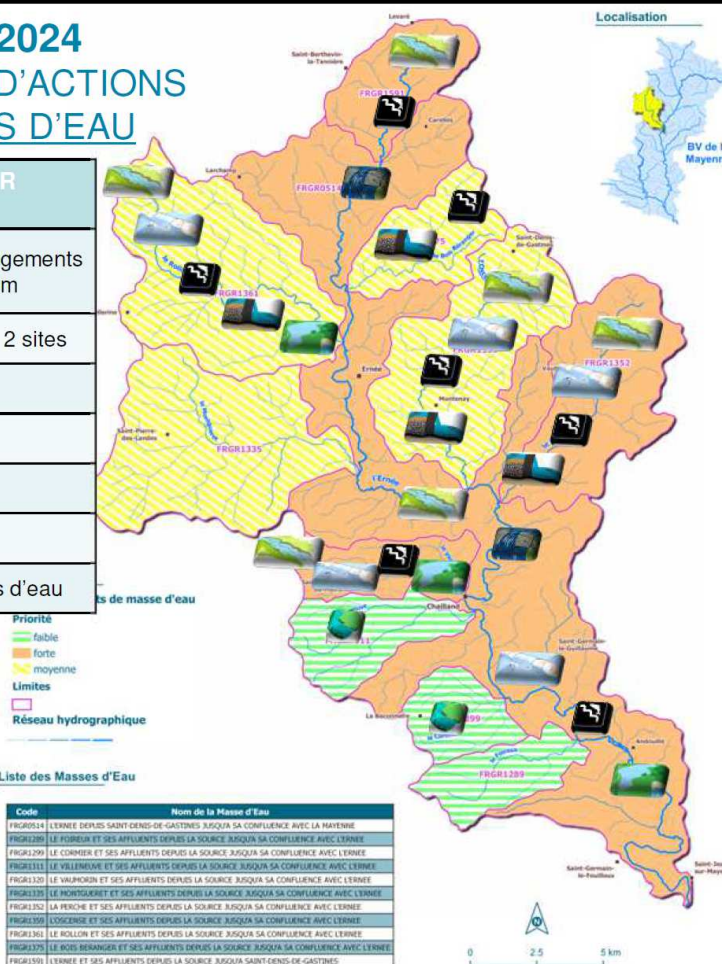 2024
D'ACTIONS
S D'EAU
R
gements
m
2 sites
s d'eau
Localisation
BV de l
Mayenn
Levaré
Saint-Berthevin-
la-Tannière
FRGR1591
Carelles
Larchamp
FRGR0514
Saint-Denis-
de-Gastines
FRGR1361
Ernée
Montenay
FRGR1352
Saint-Pierre-
des-Landes
FRGR1335
l'Ernée
Chailland
Saint-Germain-
le-Guillaume
La Baconnière
Andouillé
FRGR1289
Saint-Germain-
le-Fouilloux
ts de masse d'eau
Priorité
faible
forte
moyenne
Limites
Réseau hydrographique
Liste des Masses d'Eau
Code Nom de la Masse d'Eau
FRGR0514 L'ERNEE DEPUIS SAINT-DENIS-DE-GASTINES JUSQU'A SA CONFLUENCE AVEC LA MAYENNE
FRGR1289 LE FOIREUX ET SES AFFLUENTS DEPUIS LA SOURCE JUSQU'A SA CONFLUENCE AVEC L'ERNEE
FRGR1299 LE CORMIER ET SES AFFLUENTS DEPUIS LA SOURCE JUSQU'A SA CONFLUENCE AVEC L'ERNEE
FRGR1311 LE VILLENEUVE ET SES AFFLUENTS DEPUIS LA SOURCE JUSQU'A SA CONFLUENCE AVEC L'ERNEE
FRGR1320 LE VAUMORIN ET SES AFFLUENTS DEPUIS LA SOURCE JUSQU'A SA CONFLUENCE AVEC L'ERNEE
FRGR1335 LE MONTGUERET ET SES AFFLUENTS DEPUIS LA SOURCE JUSQU'A SA CONFLUENCE AVEC L'ERNEE
FRGR1352 LA PERCHE ET SES AFFLUENTS DEPUIS LA SOURCE JUSQU'A SA CONFLUENCE AVEC L'ERNEE
FRGR1359 L'OSCENSE ET SES AFFLUENTS DEPUIS LA SOURCE JUSQU'A SA CONFLUENCE AVEC L'ERNEE
FRGR1361 LE ROLLON ET SES AFFLUENTS DEPUIS LA SOURCE JUSQU'A SA CONFLUENCE AVEC L'ERNEE
FRGR1375 LE BOIS BERANGER ET SES AFFLUENTS DEPUIS LA SOURCE JUSQU'A SA CONFLUENCE AVEC L'ERNEE
FRGR1591 L'ERNEE ET SES AFFLUENTS DEPUIS LA SOURCE JUSQU'A SAINT-DENIS-DE-GASTINES
N
0 2.5 5 km